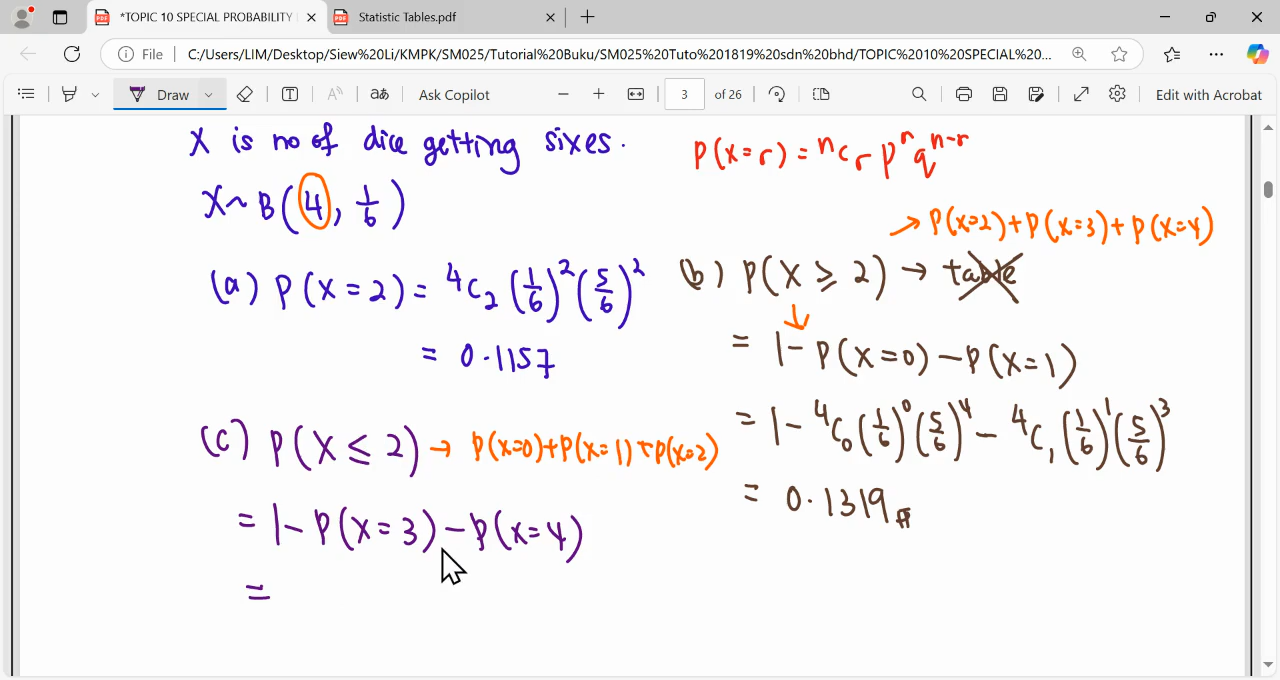 *TOPIC 10 SPECIAL PROBABILITY
Statistic Tables.pdf
File
C:/Users/LIM/Desktop/Siew%20Li/KMPK/SM025/Tutorial%20Buku/SM025%20Tuto%201819%20sdn%20bhd/TOPIC%2010%20SPECIAL%20...
Draw
Ask Copilot
3 of 26
Edit with Acrobat
X is no of dice getting sixes.
X ~ B(4, 1/6)
P(X=r) = ⁿCᵣ pʳ qⁿ⁻ʳ
(a) P(X=2) = ⁴C₂ (1/6)² (5/6)²
= 0.1157
→ P(X=2)+P(X=3)+P(X=4)
(b) P(X ≥ 2) → table
= 1 - P(X=0) - P(X=1)
= 1 - ⁴C₀ (1/6)⁰ (5/6)⁴ - ⁴C₁ (1/6)¹ (5/6)³
= 0.1319
(c) P(X ≤ 2) → P(X=0)+P(X=1)+P(X=2)
= 1 - P(X=3) - P(X=4)
=